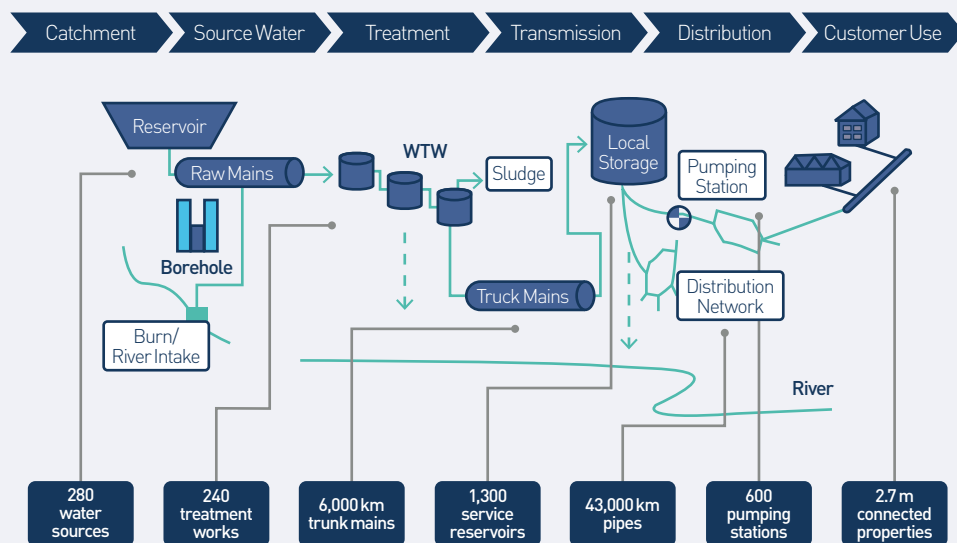 Catchment
Source Water
Treatment
Transmission
Distribution
Customer Use
Reservoir
Raw Mains
WTW
Sludge
Local
Storage
Pumping
Station
Borehole
Truck Mains
Distribution
Network
Burn/
River Intake
River
280
water
sources
240
treatment
works
6,000 km
trunk mains
1,300
service
reservoirs
43,000 km
pipes
600
pumping
stations
2.7 m
connected
properties